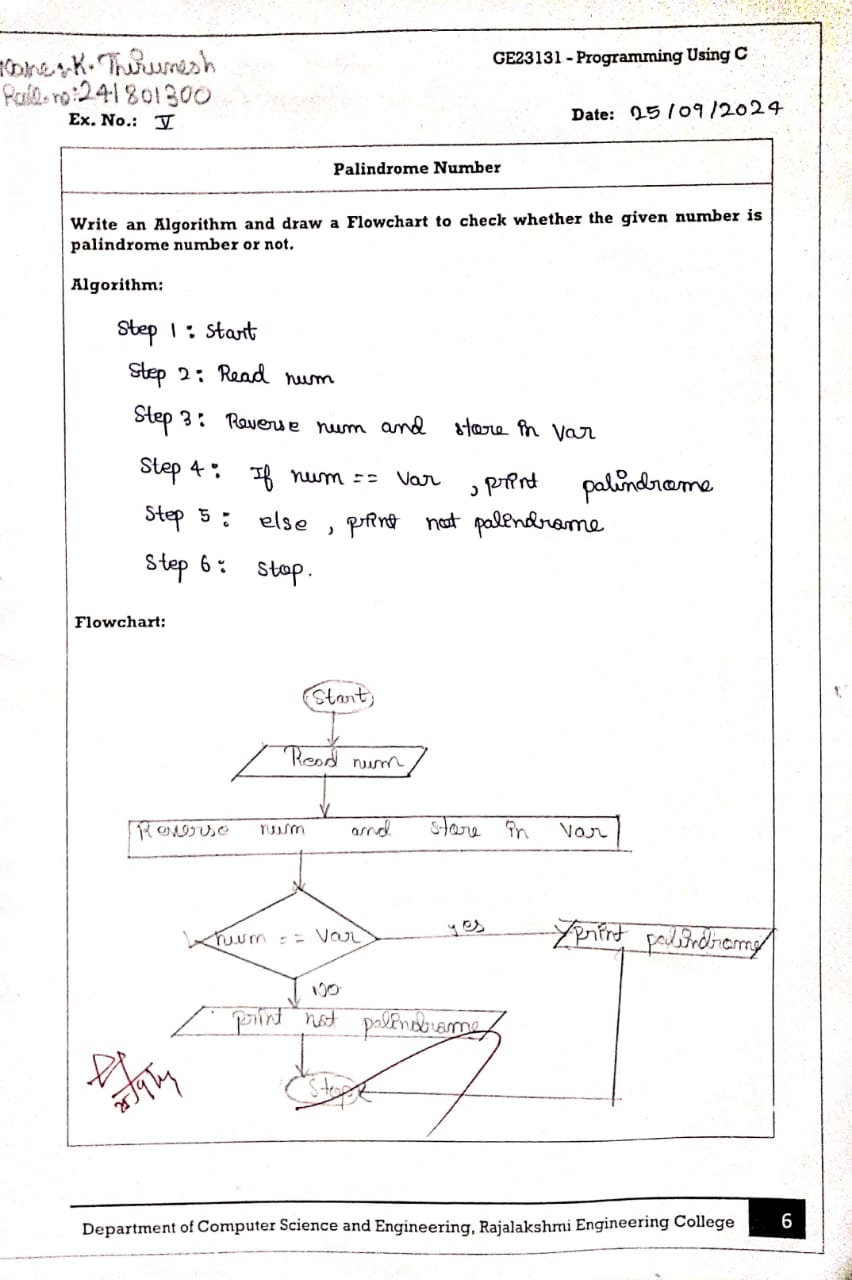 Name: K. Thirumesh
GE23131 - Programming Using C
Roll.no:241801300
Ex. No.: V
Date: 25/09/2024
Palindrome Number
Write an Algorithm and draw a Flowchart to check whether the given number is
palindrome number or not.
Algorithm:
Step 1: Start
Step 2: Read num
Step 3: Reverse num and store in Var
Step 4: If num == Var , print palindrome
Step 5: else , print not palindrome
Step 6: Stop.
Flowchart:
Start
Read num
Reverse num and store in Var
num == Var
yes
print palindrome
No
print not palindrome
Stop
Department of Computer Science and Engineering, Rajalakshmi Engineering College
6